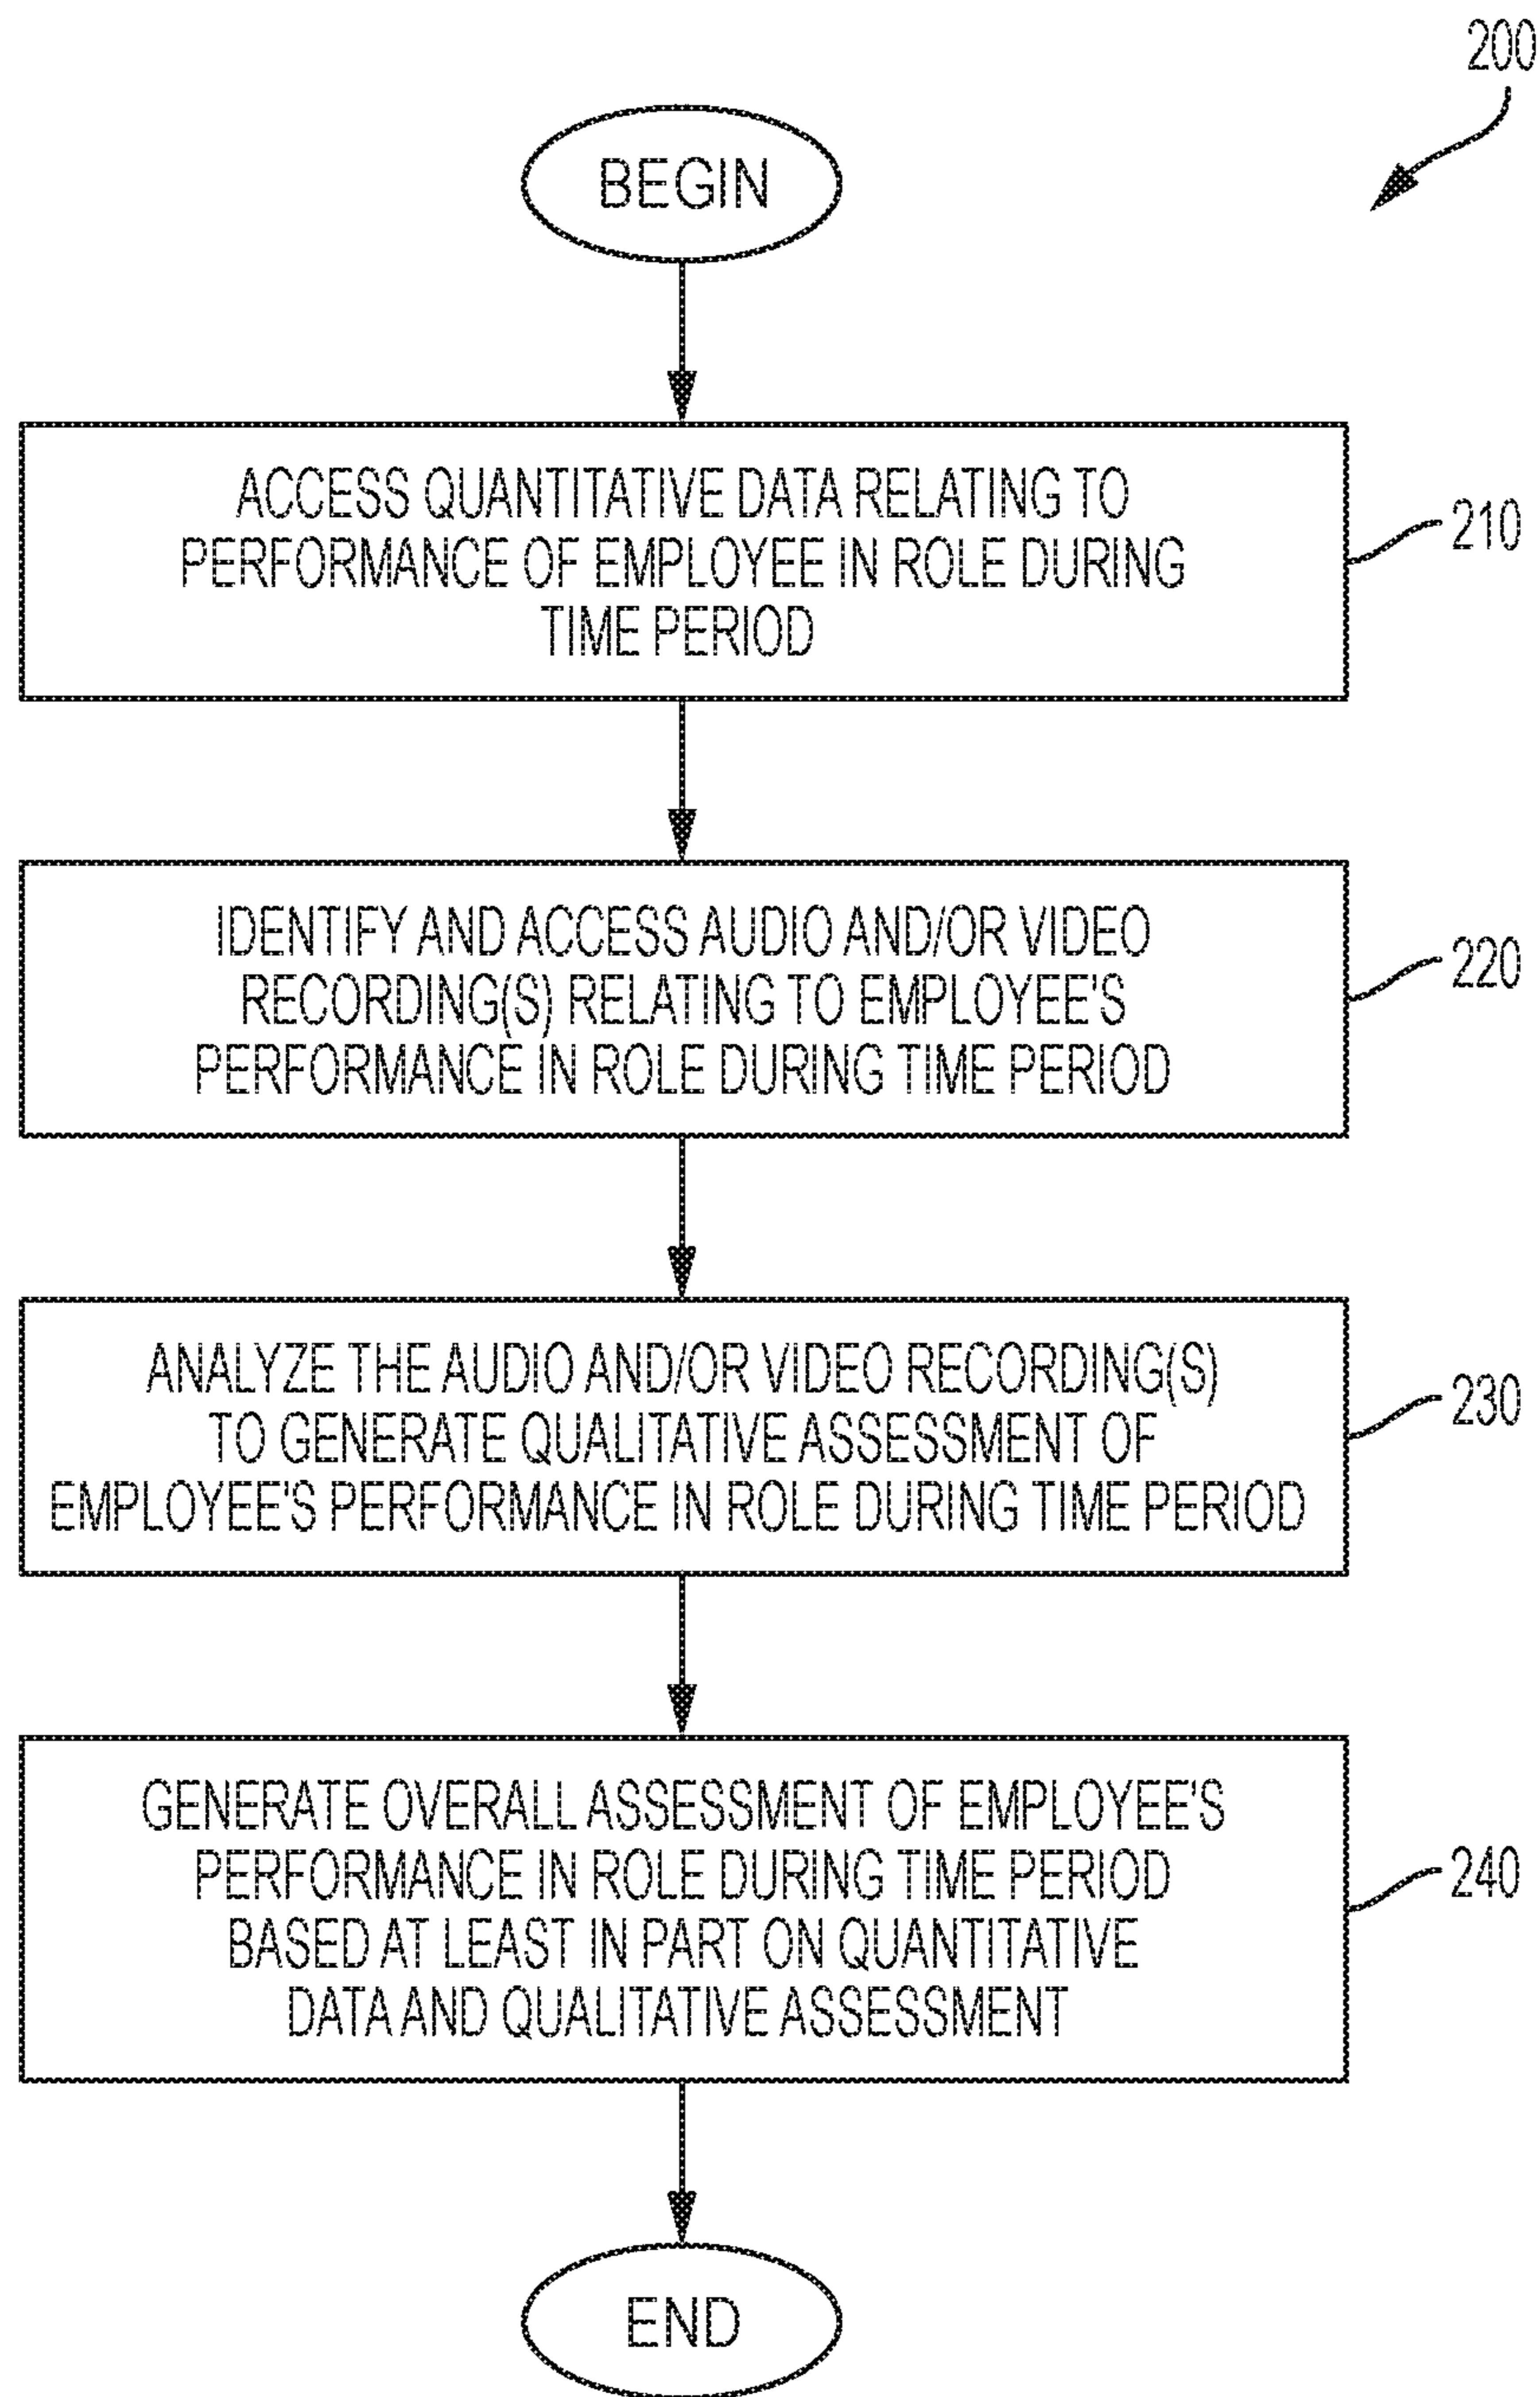 200
BEGIN
ACCESS QUANTITATIVE DATA RELATING TO
PERFORMANCE OF EMPLOYEE IN ROLE DURING
TIME PERIOD
210
IDENTIFY AND ACCESS AUDIO AND/OR VIDEO
RECORDING(S) RELATING TO EMPLOYEE'S
PERFORMANCE IN ROLE DURING TIME PERIOD
220
ANALYZE THE AUDIO AND/OR VIDEO RECORDING(S)
TO GENERATE QUALITATIVE ASSESSMENT OF
EMPLOYEE'S PERFORMANCE IN ROLE DURING TIME PERIOD
230
GENERATE OVERALL ASSESSMENT OF EMPLOYEE'S
PERFORMANCE IN ROLE DURING TIME PERIOD
BASED AT LEAST IN PART ON QUANTITATIVE
DATA AND QUALITATIVE ASSESSMENT
240
END